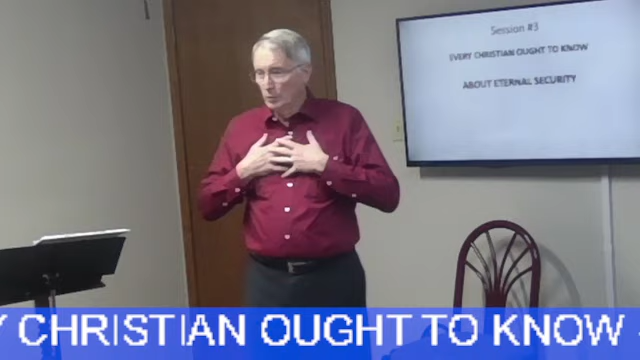 Session #3
EVERY CHRISTIAN OUGHT TO KNOW
ABOUT ETERNAL SECURITY
Y CHRISTIAN OUGHT TO KNOW -